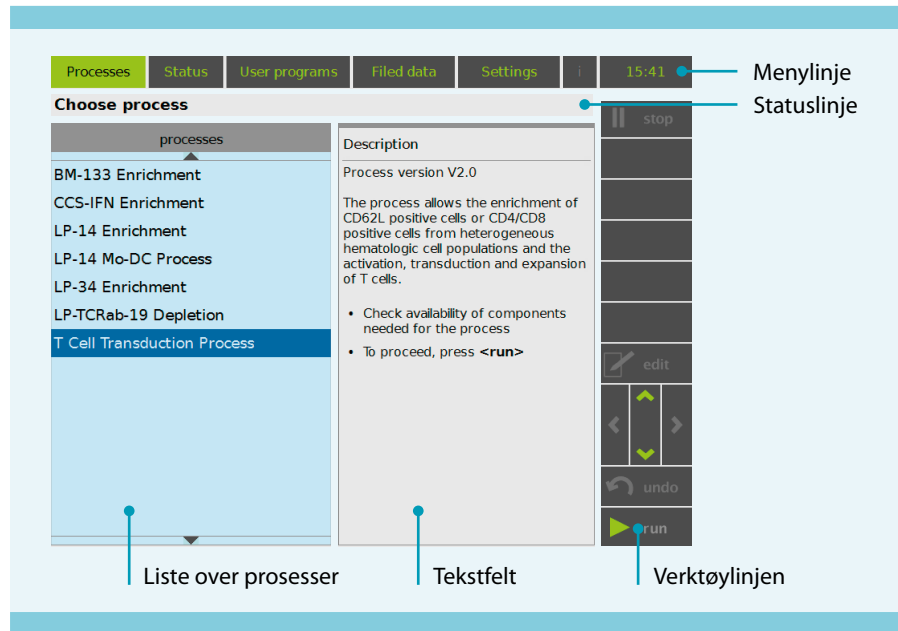 Processes Status User programs Filed data Settings i 15:41
Menylinje
Choose process
Statuslinje
stop
processes
BM-133 Enrichment
CCS-IFN Enrichment
LP-14 Enrichment
LP-14 Mo-DC Process
LP-34 Enrichment
LP-TCRab-19 Depletion
T Cell Transduction Process
Description
Process version V2.0
The process allows the enrichment of
CD62L positive cells or CD4/CD8
positive cells from heterogeneous
hematologic cell populations and the
activation, transduction and expansion
of T cells.
• Check availability of components
needed for the process
• To proceed, press <run>
edit
undo
run
Liste over prosesser
Tekstfelt
Verktøylinjen